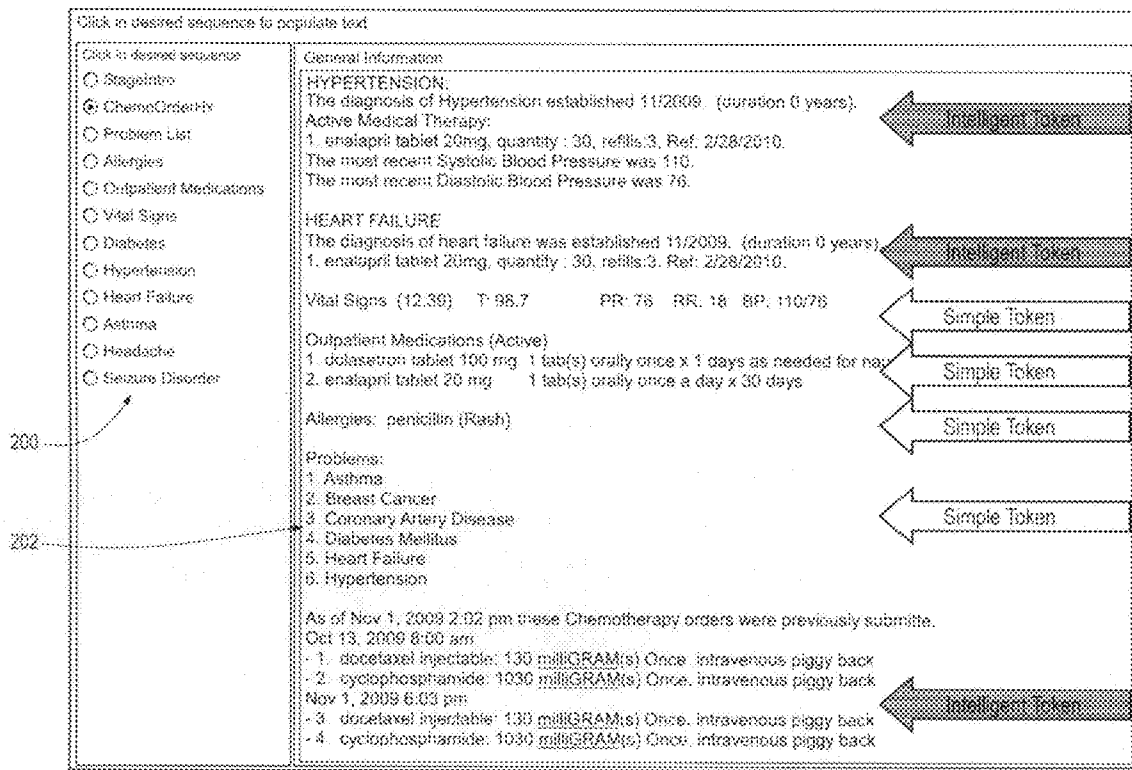 Click in desired sequence to populate text
Click in desired sequence
StageIntro
ChemoOrderHx
Problem List
Allergies
Outpatient Medications
Vital Signs
Diabetes
Hypertension
Heart Failure
Asthma
Headache
Seizure Disorder
200
202
General Information
HYPERTENSION:
The diagnosis of Hypertension established 11/2009. (duration 0 years).
Active Medical Therapy:
1. enalapril tablet 20mg, quantity : 30, refills:3, Ref: 2/28/2010.
The most recent Systolic Blood Pressure was 110.
The most recent Diastolic Blood Pressure was 76.
Intelligent Token
HEART FAILURE
The diagnosis of heart failure was established 11/2009. (duration 0 years)
1. enalapril tablet 20mg, quantity : 30, refills:3. Ref: 2/28/2010.
Intelligent Token
Vital Signs (12.39) T: 98.7 PR: 76 RR: 18 BP: 110/76
Simple Token
Outpatient Medications (Active)
1. dolasetron tablet 100 mg 1 tab(s) orally once x 1 days as needed for nau
2. enalapril tablet 20 mg 1 tab(s) orally once a day x 30 days
Simple Token
Allergies: penicillin (Rash)
Simple Token
Problems:
1. Asthma
2. Breast Cancer
3. Coronary Artery Disease
4. Diabetes Mellitus
5. Heart Failure
6. Hypertension
Simple Token
As of Nov 1, 2009 2:02 pm these Chemotherapy orders were previously submitte.
Oct 13, 2009 8:00 am
- 1. docetaxel injectable: 130 milliGRAM(s) Once, intravenous piggy back
- 2. cyclophosphamide: 1030 milliGRAM(s) Once, intravenous piggy back
Nov 1, 2009 6:03 pm
- 3. docetaxel injectable: 130 milliGRAM(s) Once, intravenous piggy back
- 4. cyclophosphamide: 1030 milliGRAM(s) Once, intravenous piggy back
Intelligent Token